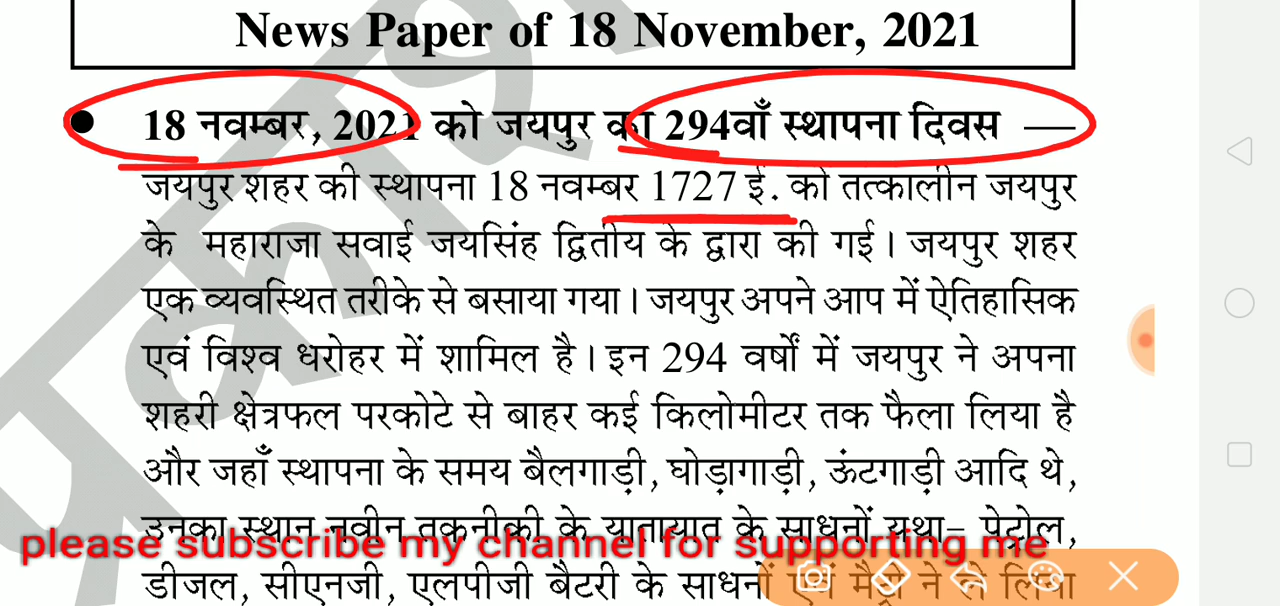 News Paper of 18 November, 2021
● 18 नवम्बर, 2021 को जयपुर का 294वाँ स्थापना दिवस —
जयपुर शहर की स्थापना 18 नवम्बर 1727 ई. को तत्कालीन जयपुर
के महाराजा सवाई जयसिंह द्वितीय के द्वारा की गई। जयपुर शहर
एक व्यवस्थित तरीके से बसाया गया। जयपुर अपने आप में ऐतिहासिक
एवं विश्व धरोहर में शामिल है। इन 294 वर्षों में जयपुर ने अपना
शहरी क्षेत्रफल परकोटे से बाहर कई किलोमीटर तक फैला लिया है
और जहाँ स्थापना के समय बैलगाड़ी, घोड़ागाड़ी, ऊंटगाड़ी आदि थे,
उनका स्थान नवीन तकनीकी के यातायात के साधनों यथा- पेट्रोल,
please subscribe my channel for supporting me
डीजल, सीएनजी, एलपीजी बैटरी के साधनों एवं मैट्रो ने ले लिया